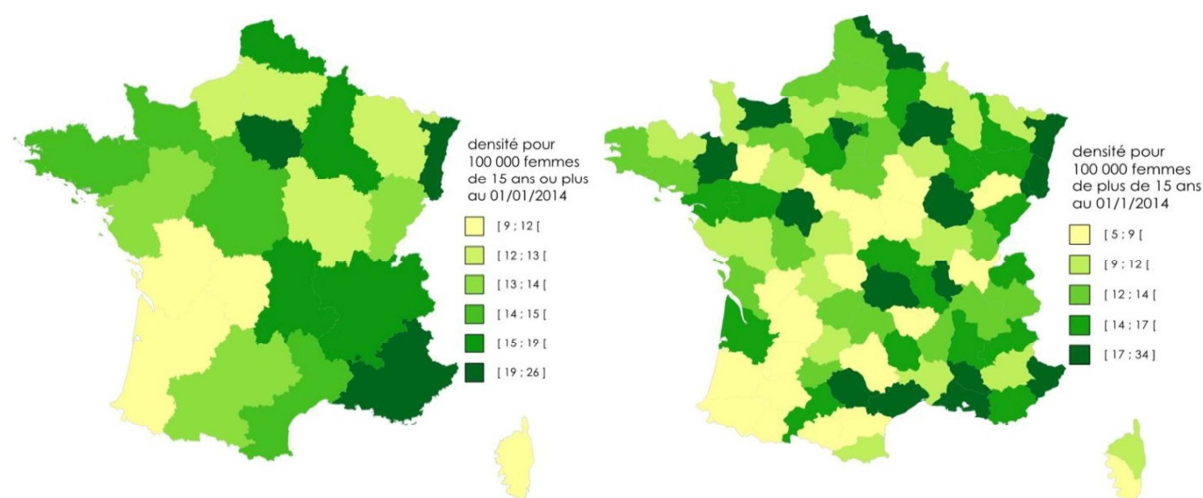 densité pour
100 000 femmes
de 15 ans ou plus
au 01/01/2014
[ 9 ; 12 [
[ 12 ; 13 [
[ 13 ; 14 [
[ 14 ; 15 [
[ 15 ; 19 [
[ 19 ; 26 ]
densité pour
100 000 femmes
de plus de 15 ans
au 01/1/2014
[ 5 ; 9 [
[ 9 ; 12 [
[ 12 ; 14 [
[ 14 ; 17 [
[ 17 ; 34 ]